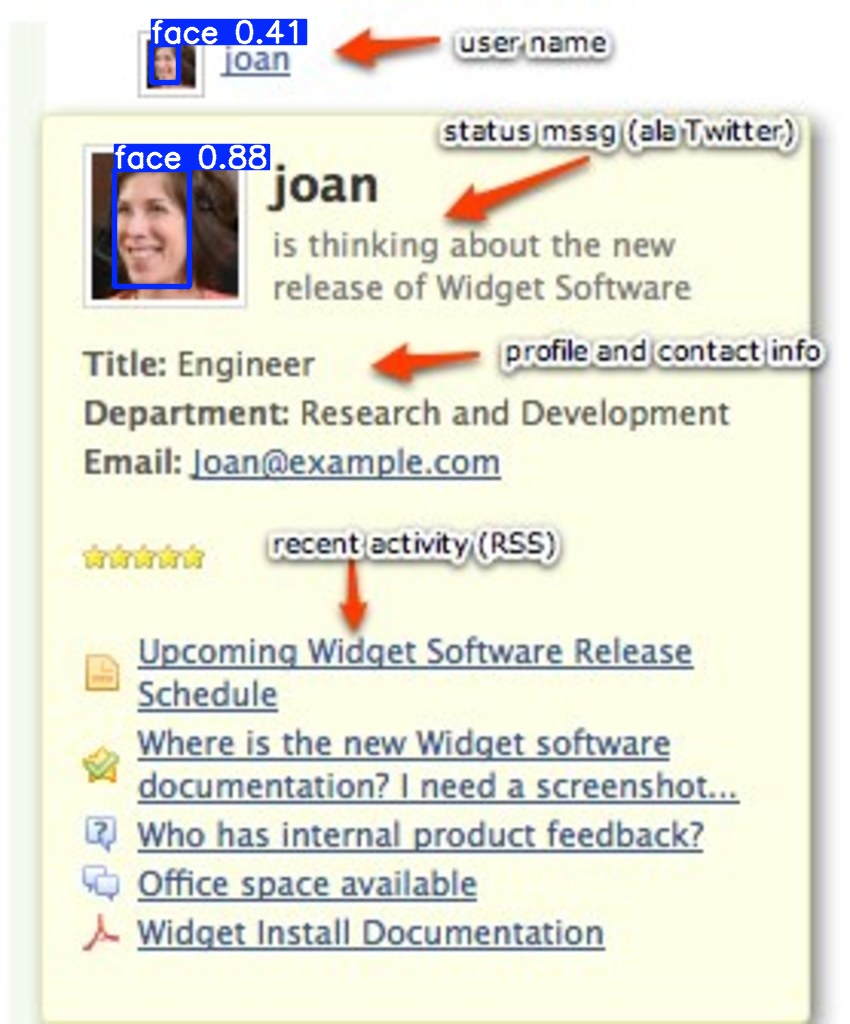 face 0.41
joan
user name
status mssg (ala Twitter)
face 0.88
joan
is thinking about the new
release of Widget Software
profile and contact info
Title: Engineer
Department: Research and Development
Email: Joan@example.com
recent activity (RSS)
Upcoming Widget Software Release
Schedule
Where is the new Widget software
documentation? I need a screenshot...
Who has internal product feedback?
Office space available
Widget Install Documentation